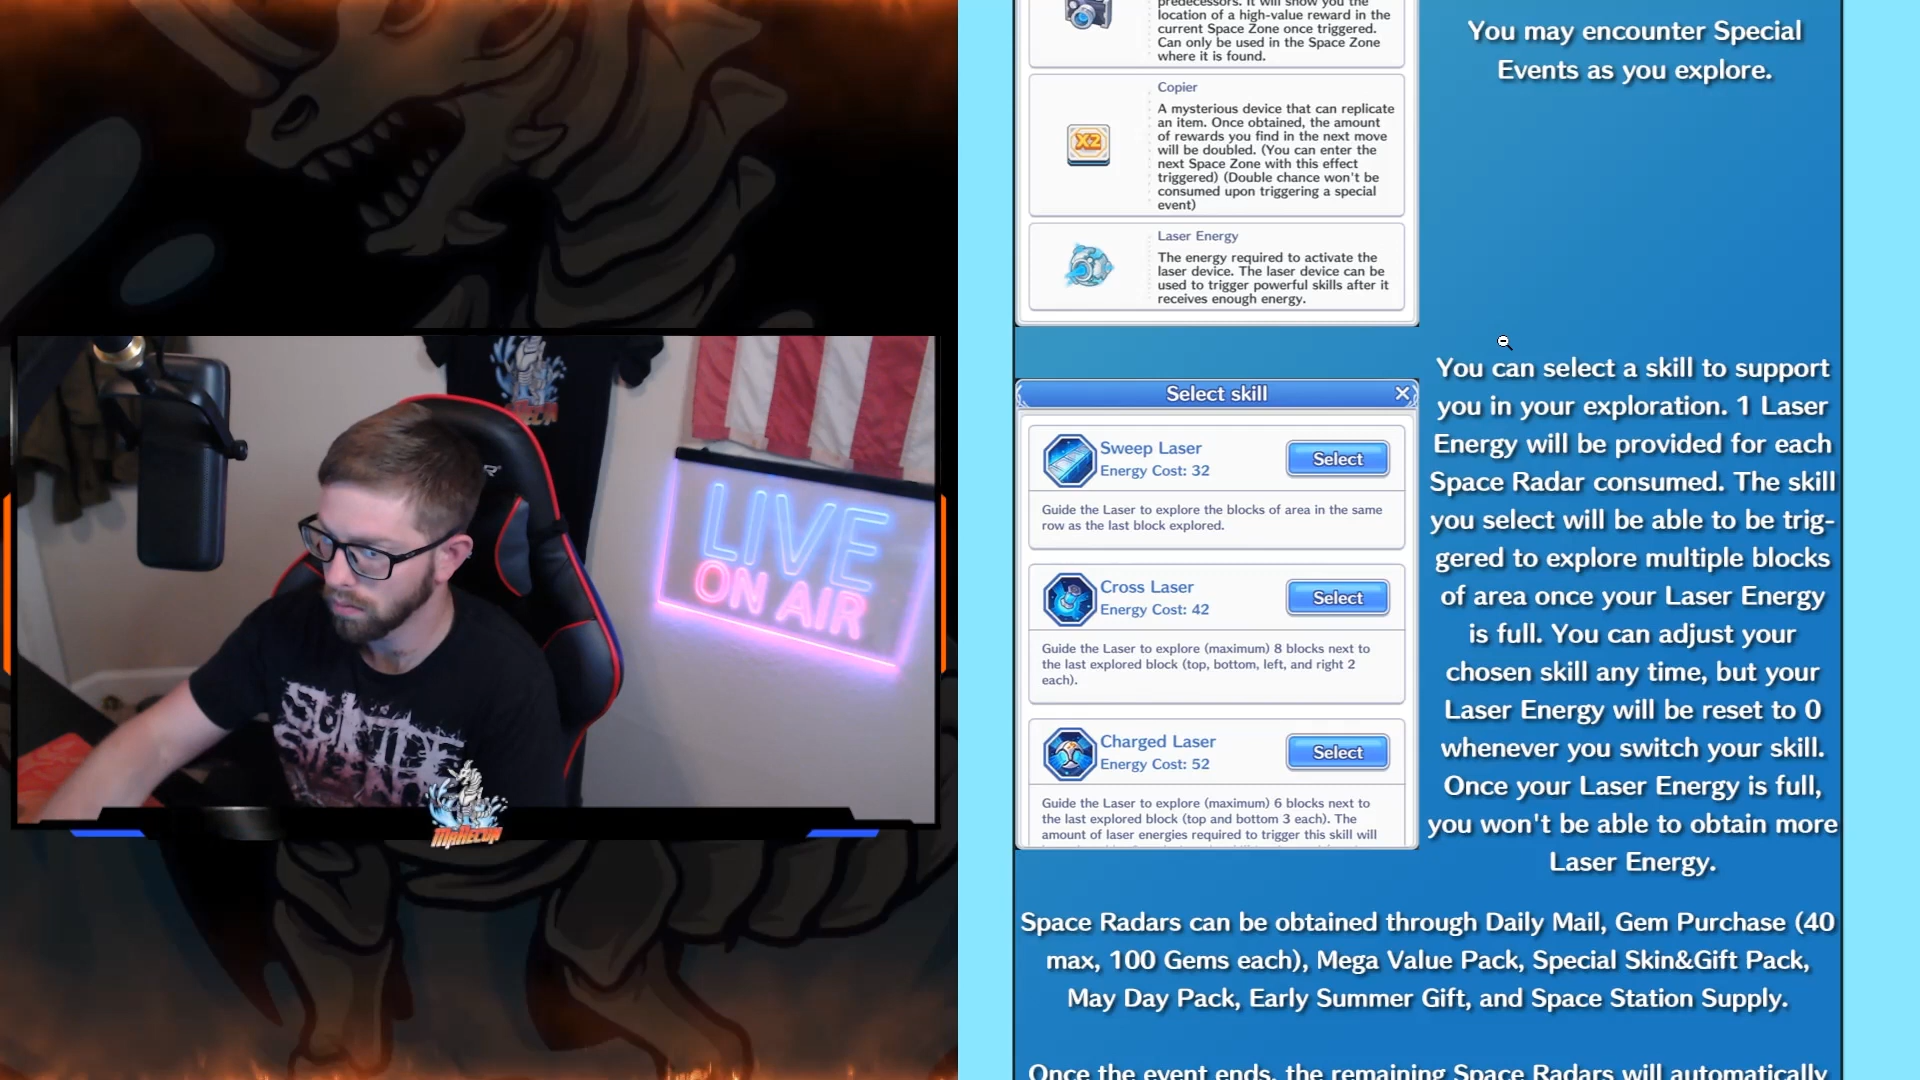 predecessors. It will show you the
location of a high-value reward in the
current Space Zone once triggered.
Can only be used in the Space Zone
where it is found.
Copier
A mysterious device that can replicate
an item. Once obtained, the amount
of rewards you find in the next move
will be doubled. (You can enter the
next Space Zone with this effect
triggered) (Double chance won't be
consumed upon triggering a special
event)
X2
Laser Energy
The energy required to activate the
laser device. The laser device can be
used to trigger powerful skills after it
receives enough energy.
You may encounter Special
Events as you explore.
Select skill
Sweep Laser
Energy Cost: 32
Select
Guide the Laser to explore the blocks of area in the same
row as the last block explored.
Cross Laser
Energy Cost: 42
Select
Guide the Laser to explore (maximum) 8 blocks next to
the last explored block (top, bottom, left, and right 2
each).
Charged Laser
Energy Cost: 52
Select
Guide the Laser to explore (maximum) 6 blocks next to
the last explored block (top and bottom 3 each). The
amount of laser energies required to trigger this skill will
You can select a skill to support
you in your exploration. 1 Laser
Energy will be provided for each
Space Radar consumed. The skill
you select will be able to be trig-
gered to explore multiple blocks
of area once your Laser Energy
is full. You can adjust your
chosen skill any time, but your
Laser Energy will be reset to 0
whenever you switch your skill.
Once your Laser Energy is full,
you won't be able to obtain more
Laser Energy.
Space Radars can be obtained through Daily Mail, Gem Purchase (40
max, 100 Gems each), Mega Value Pack, Special Skin&Gift Pack,
May Day Pack, Early Summer Gift, and Space Station Supply.
Once the event ends, the remaining Space Radars will automatically
LIVE
ON AIR
MrRecon